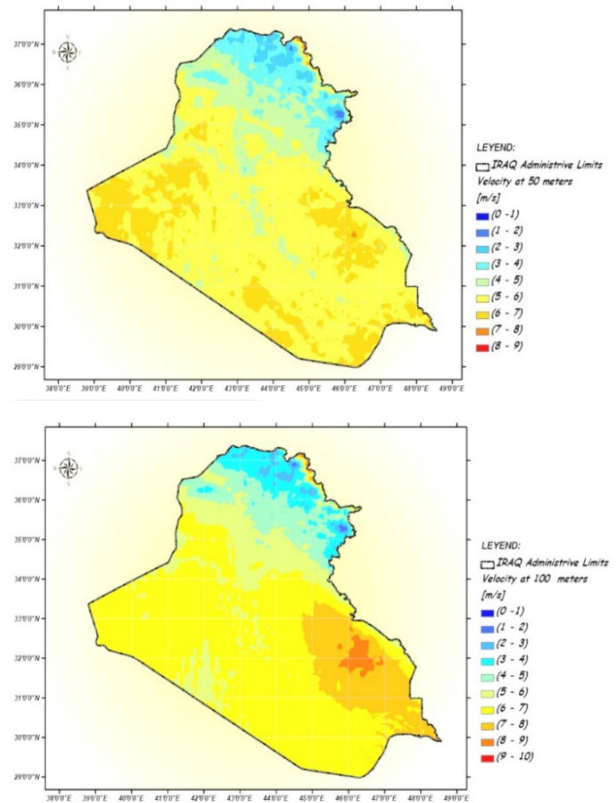 37°0'0"N
36°0'0"N
35°0'0"N
34°0'0"N
33°0'0"N
32°0'0"N
31°0'0"N
30°0'0"N
29°0'0"N
38°0'0"E 39°0'0"E 40°0'0"E 41°0'0"E 42°0'0"E 43°0'0"E 44°0'0"E 45°0'0"E 46°0'0"E 47°0'0"E 48°0'0"E 49°0'0"E
LEYEND:
IRAQ Administrive Limits
Velocity at 50 meters
[m/s]
(0 -1)
(1 - 2)
(2 - 3)
(3 - 4)
(4 - 5)
(5 - 6)
(6 - 7)
(7 - 8)
(8 - 9)
37°0'0"N
36°0'0"N
35°0'0"N
34°0'0"N
33°0'0"N
32°0'0"N
31°0'0"N
30°0'0"N
29°0'0"N
38°0'0"E 39°0'0"E 40°0'0"E 41°0'0"E 42°0'0"E 43°0'0"E 44°0'0"E 45°0'0"E 46°0'0"E 47°0'0"E 48°0'0"E 49°0'0"E
LEYEND:
IRAQ Administrive Limits
Velocity at 100 meters
[m/s]
(0 -1)
(1 - 2)
(2 - 3)
(3 - 4)
(4 - 5)
(5 - 6)
(6 - 7)
(7 - 8)
(8 - 9)
(9 - 10)